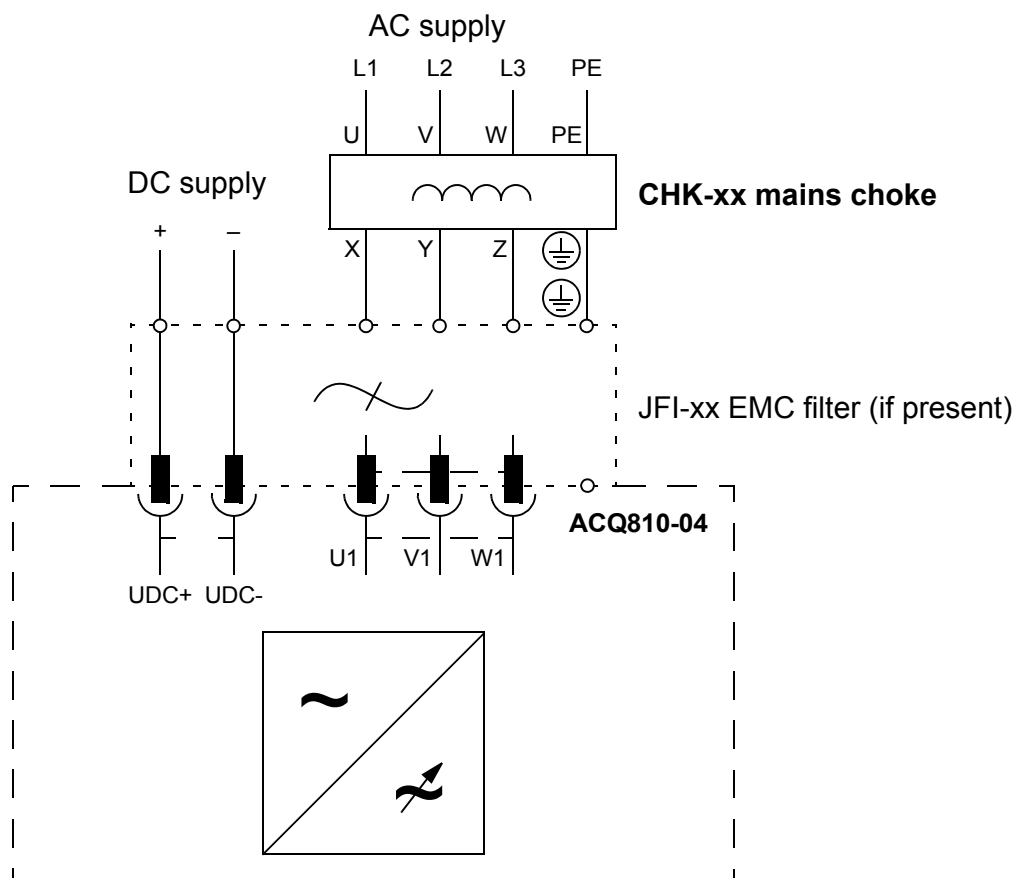 AC supply
L1 L2 L3 PE
U V W PE
DC supply
CHK-xx mains choke
+ –
X Y Z
JFI-xx EMC filter (if present)
ACQ810-04
U1 V1 W1
UDC+ UDC-
~
~